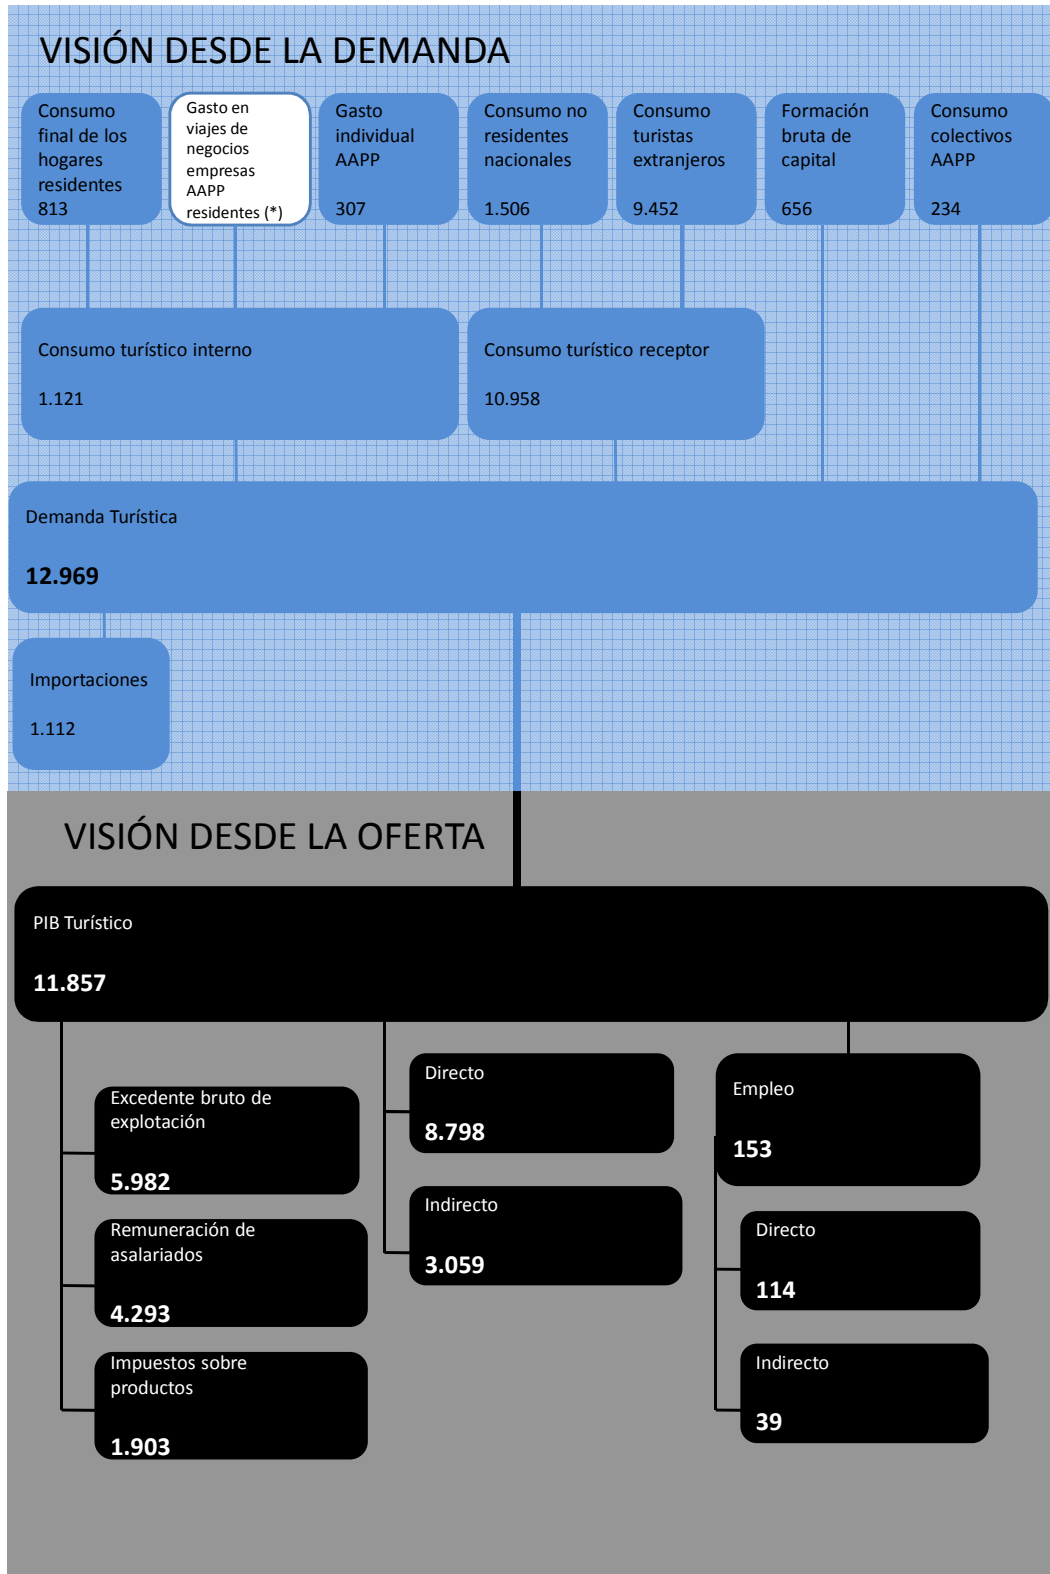 VISIÓN DESDE LA DEMANDA
Consumo
final de los
hogares
residentes
813
Gasto en
viajes de
negocios
empresas
AAPP
residentes (*)
Gasto
individual
AAPP
307
Consumo no
residentes
nacionales
1.506
Consumo
turistas
extranjeros
9.452
Formación
bruta de
capital
656
Consumo
colectivos
AAPP
234
Consumo turístico interno
1.121
Consumo turístico receptor
10.958
Demanda Turística
12.969
Importaciones
1.112
VISIÓN DESDE LA OFERTA
PIB Turístico
11.857
Excedente bruto de
explotación
5.982
Remuneración de
asalariados
4.293
Impuestos sobre
productos
1.903
Directo
8.798
Indirecto
3.059
Empleo
153
Directo
114
Indirecto
39